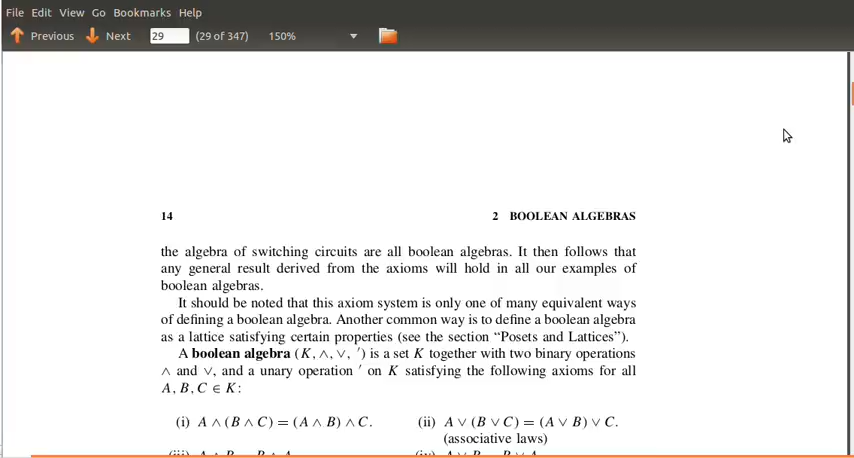 File Edit View Go Bookmarks Help
Previous Next 29 (29 of 347) 150%
14 2 BOOLEAN ALGEBRAS
the algebra of switching circuits are all boolean algebras. It then follows that
any general result derived from the axioms will hold in all our examples of
boolean algebras.
It should be noted that this axiom system is only one of many equivalent ways
of defining a boolean algebra. Another common way is to define a boolean algebra
as a lattice satisfying certain properties (see the section “Posets and Lattices”).
A boolean algebra (K, ∧, ∨, ′) is a set K together with two binary operations
∧ and ∨, and a unary operation ′ on K satisfying the following axioms for all
A, B, C ∈ K:
(i) A ∧ (B ∧ C) = (A ∧ B) ∧ C. (ii) A ∨ (B ∨ C) = (A ∨ B) ∨ C.
(associative laws)